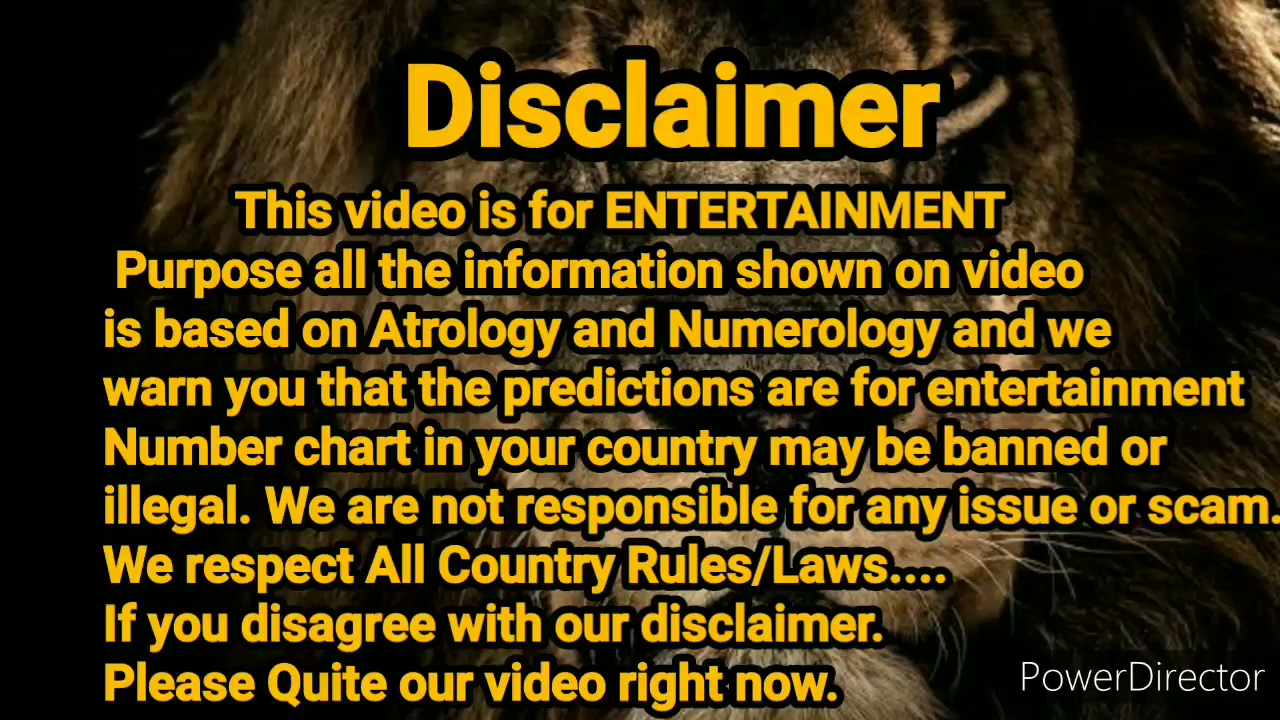 Disclaimer
This video is for ENTERTAINMENT
Purpose all the information shown on video
is based on Atrology and Numerology and we
warn you that the predictions are for entertainment
Number chart in your country may be banned or
illegal. We are not responsible for any issue or scam.
We respect All Country Rules/Laws....
If you disagree with our disclaimer.
Please Quite our video right now.
PowerDirector